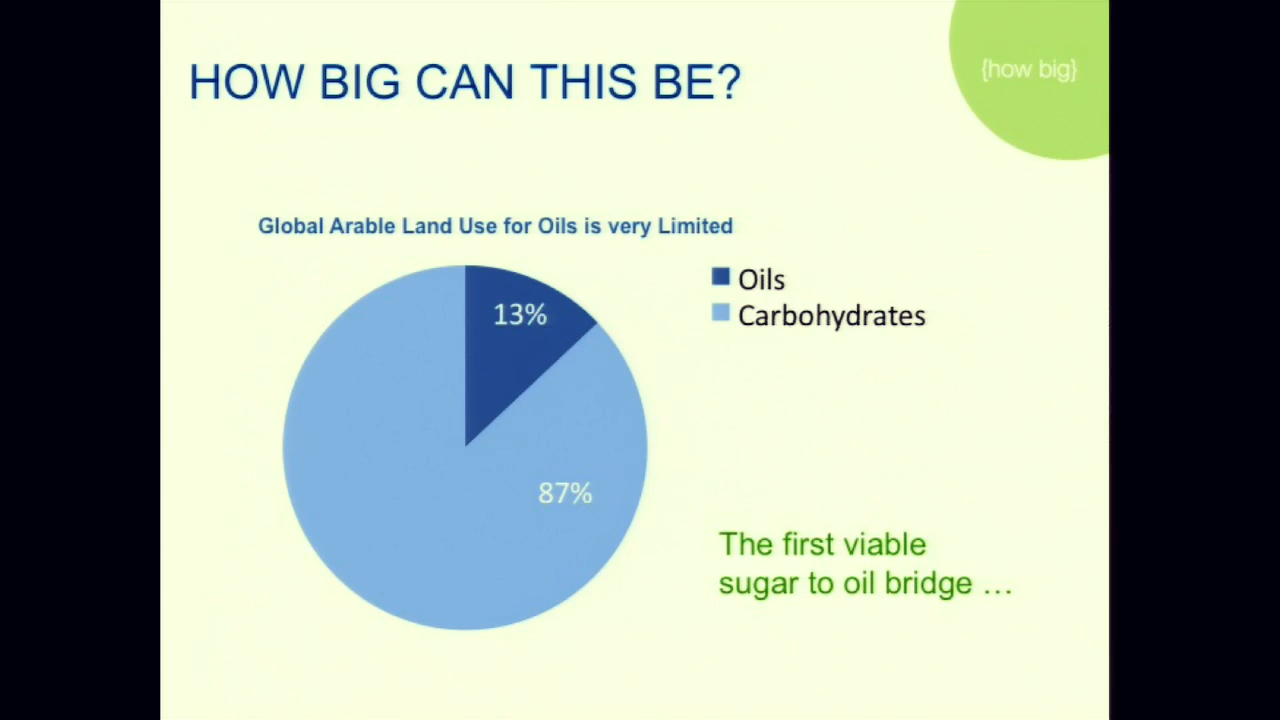 {how big}
HOW BIG CAN THIS BE?
Global Arable Land Use for Oils is very Limited
Oils
Carbohydrates
13%
87%
The first viable
sugar to oil bridge …